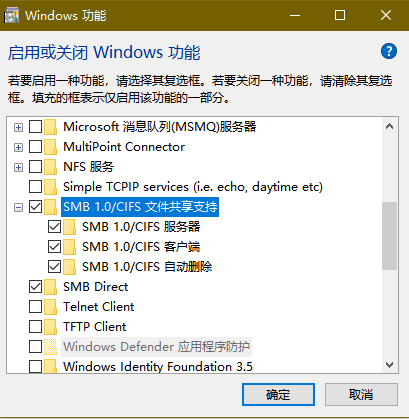 Windows 功能
启用或关闭 Windows 功能
若要启用一种功能，请选择其复选框。若要关闭一种功能，请清除其复选
框。填充的框表示仅启用该功能的一部分。
Microsoft 消息队列(MSMQ)服务器
MultiPoint Connector
NFS 服务
Simple TCPIP services (i.e. echo, daytime etc)
SMB 1.0/CIFS 文件共享支持
SMB 1.0/CIFS 服务器
SMB 1.0/CIFS 客户端
SMB 1.0/CIFS 自动删除
SMB Direct
Telnet Client
TFTP Client
Windows Defender 应用程序防护
Windows Identity Foundation 3.5
确定 取消